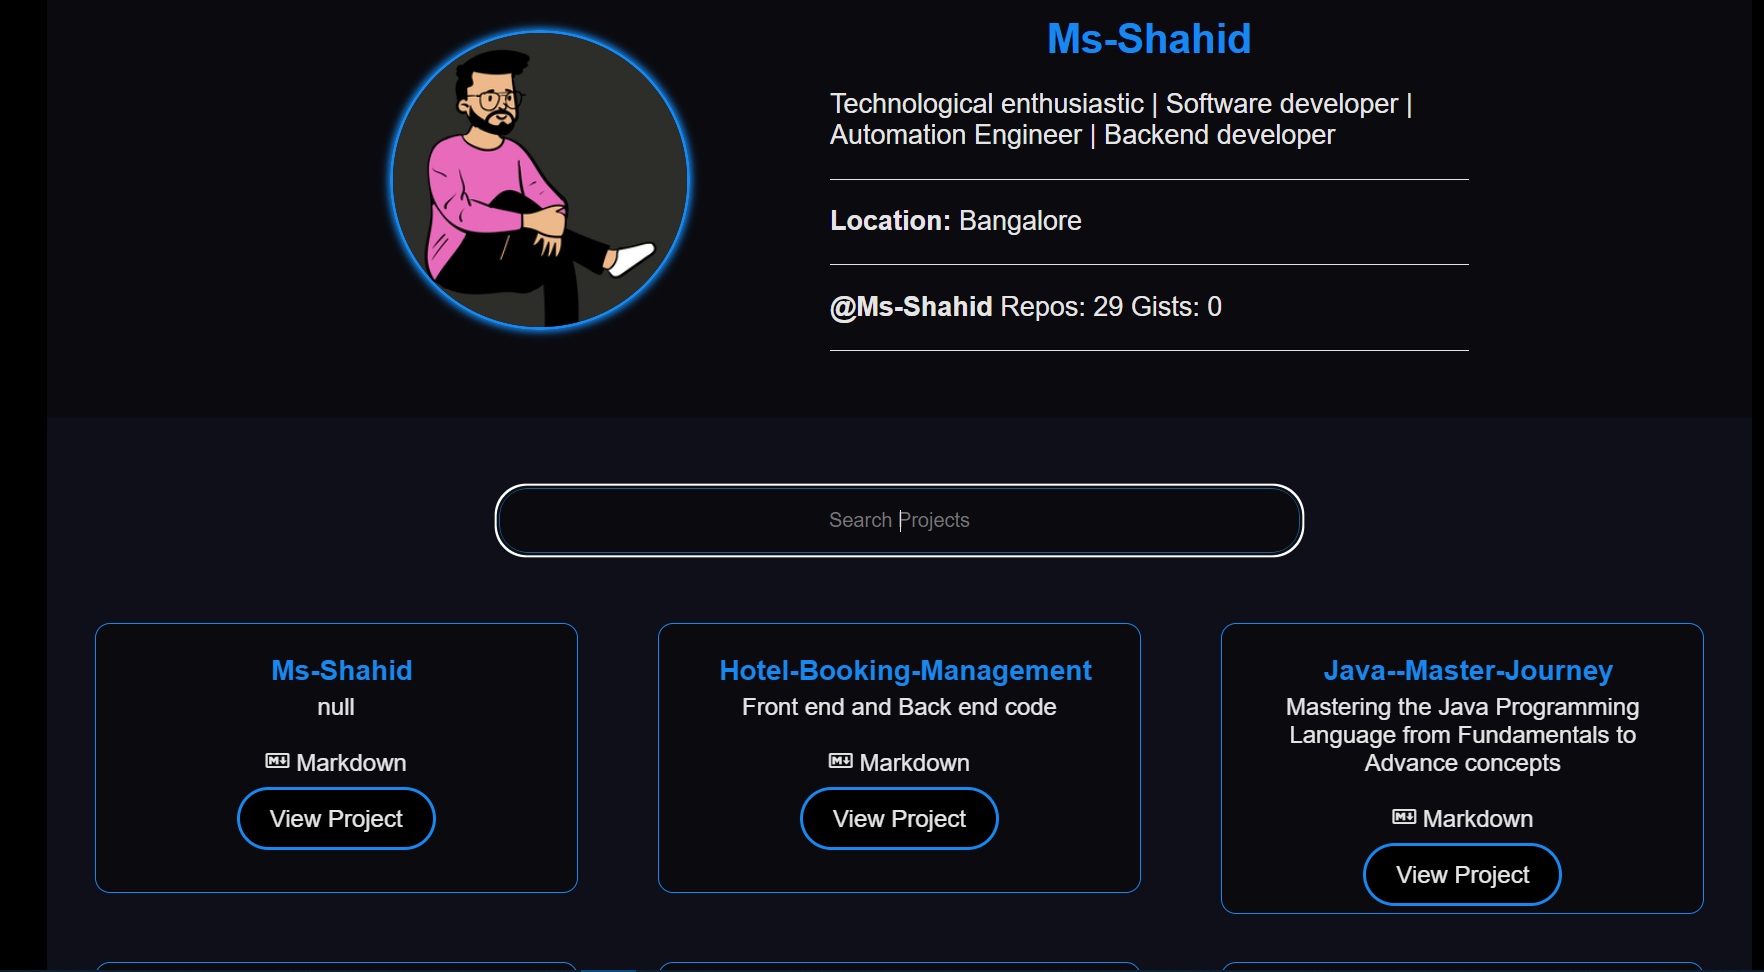 Ms-Shahid
Technological enthusiastic | Software developer |
Automation Engineer | Backend developer
Location: Bangalore
@Ms-Shahid Repos: 29 Gists: 0
Search Projects
Ms-Shahid
null
Markdown
View Project
Hotel-Booking-Management
Front end and Back end code
Markdown
View Project
Java--Master-Journey
Mastering the Java Programming
Language from Fundamentals to
Advance concepts
Markdown
View Project